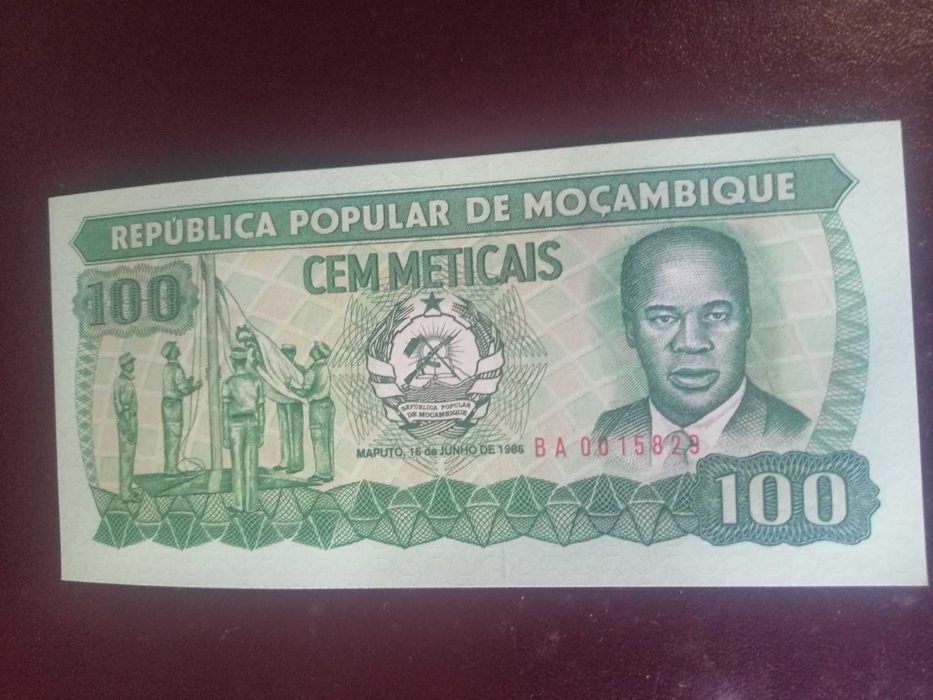 REPÚBLICA POPULAR DE MOÇAMBIQUE
CEM METICAIS
100
REPÚBLICA POPULAR
DE MOÇAMBIQUE
MAPUTO, 16 de JUNHO DE 1986
BA 0015829
100